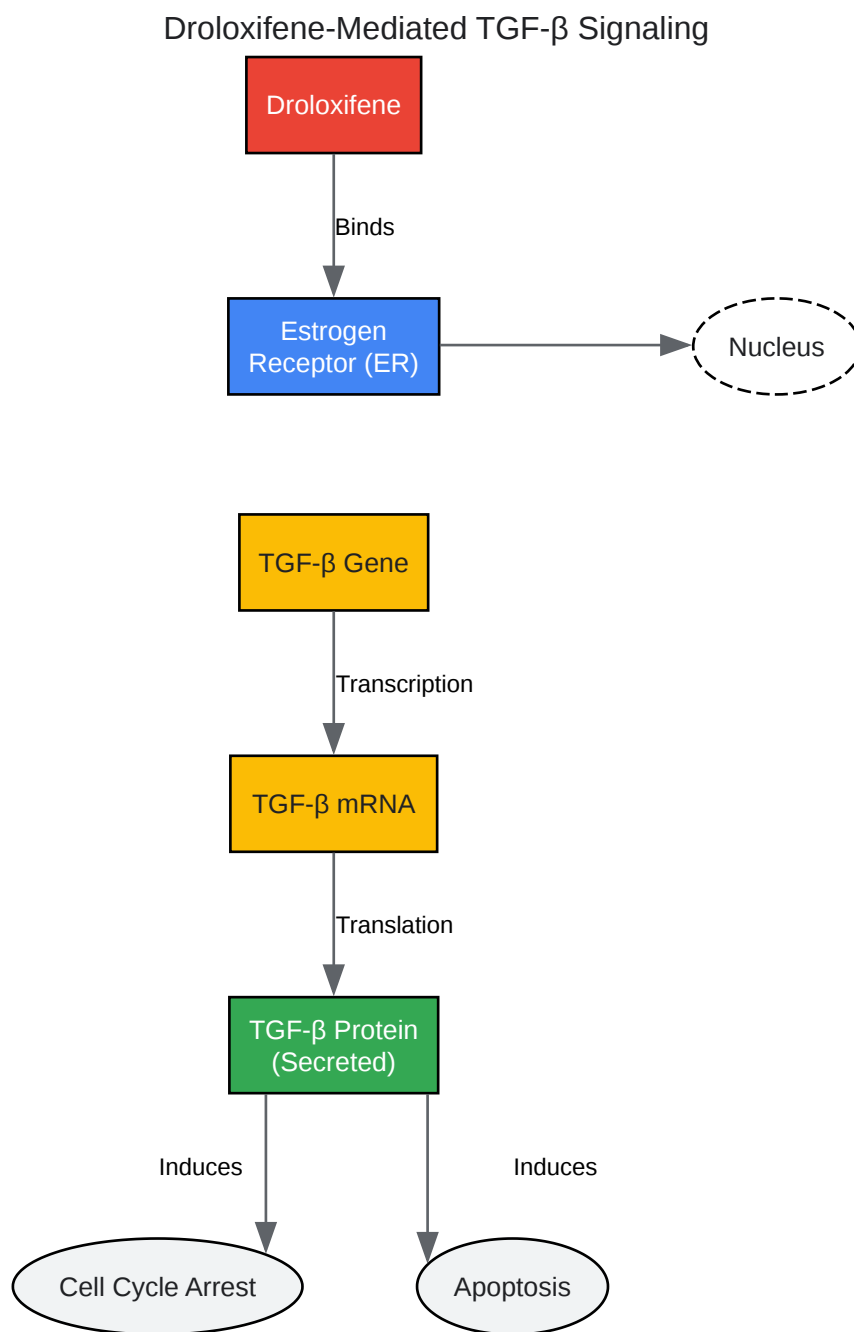 Droloxifene-Mediated TGF-β Signaling
Droloxifene
Binds
Estrogen
Receptor (ER)
Nucleus
TGF-β Gene
Transcription
TGF-β mRNA
Translation
TGF-β Protein
(Secreted)
Induces
Induces
Cell Cycle Arrest
Apoptosis